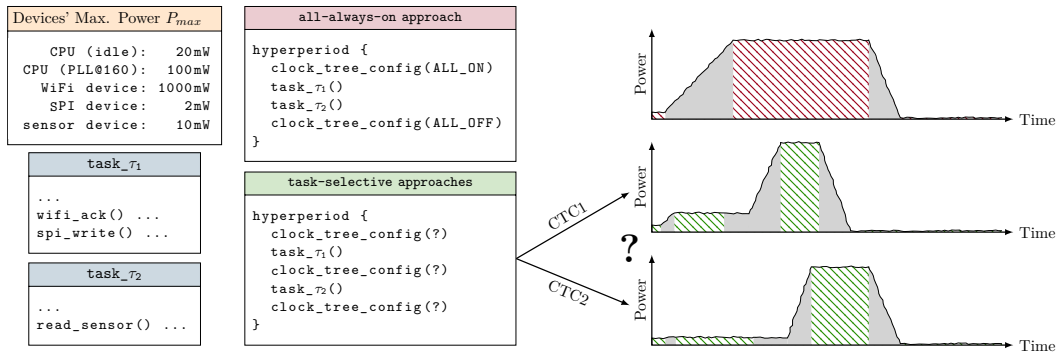 Devices' Max. Power P_max
CPU (idle): 20mW
CPU (PLL@160): 100mW
WiFi device: 1000mW
SPI device: 2mW
sensor device: 10mW
task_τ₁
...
wifi_ack() ...
spi_write() ...
task_τ₂
...
read_sensor() ...
all-always-on approach
hyperperiod {
clock_tree_config(ALL_ON)
task_τ₁()
task_τ₂()
clock_tree_config(ALL_OFF)
}
task-selective approaches
hyperperiod {
clock_tree_config(?)
task_τ₁()
clock_tree_config(?)
task_τ₂()
clock_tree_config(?)
}
CTC1
?
CTC2
Power
Time
Power
Time
Power
Time